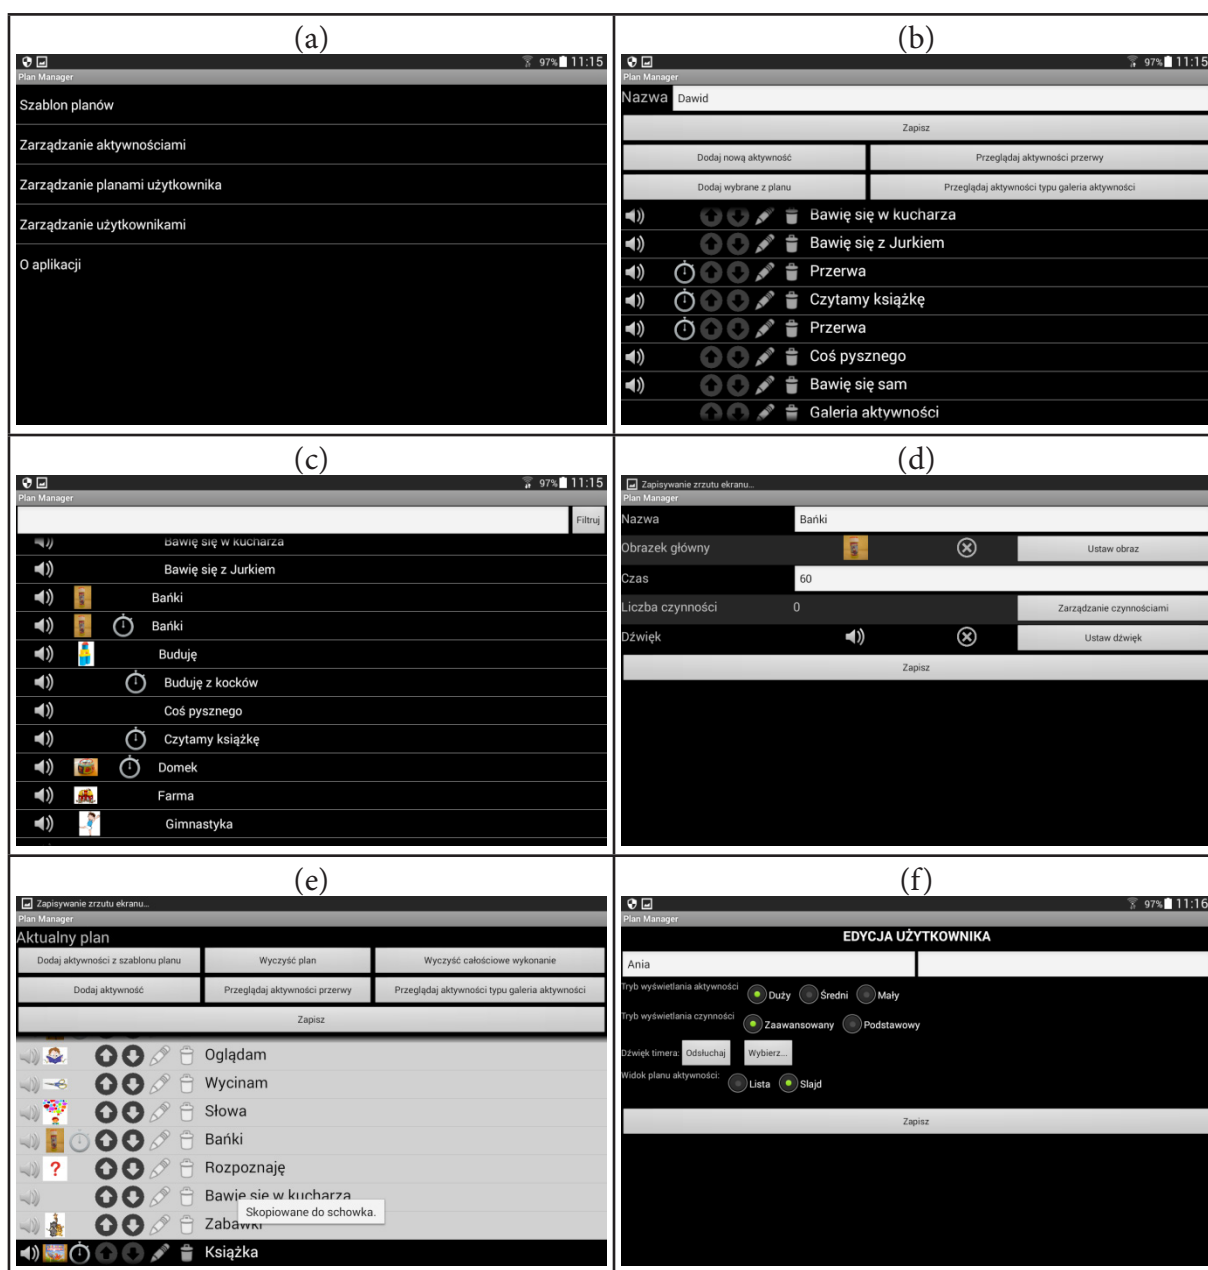 (a)
97% 11:15
Plan Manager
Szablon planów
Zarządzanie aktywnościami
Zarządzanie planami użytkownika
Zarządzanie użytkownikami
O aplikacji
(b)
97% 11:15
Plan Manager
Nazwa Dawid
Zapisz
Dodaj nową aktywność Przeglądaj aktywności przerwy
Dodaj wybrane z planu Przeglądaj aktywności typu galeria aktywności
Bawię się w kucharza
Bawię się z Jurkiem
Przerwa
Czytamy książkę
Przerwa
Coś pysznego
Bawię się sam
Galeria aktywności
(c)
97% 11:15
Plan Manager
Filtruj
Bawię się w kucharza
Bawię się z Jurkiem
Bańki
Bańki
Buduję
Buduję z kocków
Coś pysznego
Czytamy książkę
Domek
Farma
Gimnastyka
(d)
Zapisywanie zrzutu ekranu...
Plan Manager
Nazwa Bańki
Obrazek główny Ustaw obraz
Czas 60
Liczba czynności 0 Zarządzanie czynnościami
Dźwięk Ustaw dźwięk
Zapisz
(e)
Zapisywanie zrzutu ekranu...
Plan Manager
Aktualny plan
Dodaj aktywności z szablonu planu Wyczyść plan Wyczyść całościowe wykonanie
Dodaj aktywność Przeglądaj aktywności przerwy Przeglądaj aktywności typu galeria aktywności
Zapisz
Oglądam
Wycinam
Słowa
Bańki
Rozpoznaję
Bawię się w kucharza
Skopiowane do schowka.
Zabawki
Książka
(f)
97% 11:16
Plan Manager
EDYCJA UŻYTKOWNIKA
Ania
Tryb wyświetlania aktywności Duży Średni Mały
Tryb wyświetlania czynności Zaawansowany Podstawowy
Dźwięk timera: Odsłuchaj Wybierz...
Widok planu aktywności: Lista Slajd
Zapisz